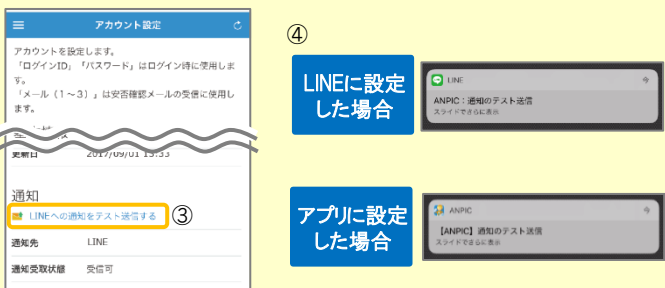 アカウント設定
アカウントを設定します。
「ログインID」「パスワード」はログイン時に使用しま
す。
「メール（1～3）」は安否確認メールの受信に使用し
ます。
更新日 2017/09/01 15:33
通知
LINEへの通知をテスト送信する ③
通知先 LINE
通知受取状態 受信可
④
LINEに設定
した場合
LINE
ANPIC：通知のテスト送信
スライドでさらに表示
アプリに設定
した場合
ANPIC
【ANPIC】通知のテスト送信
スライドでさらに表示